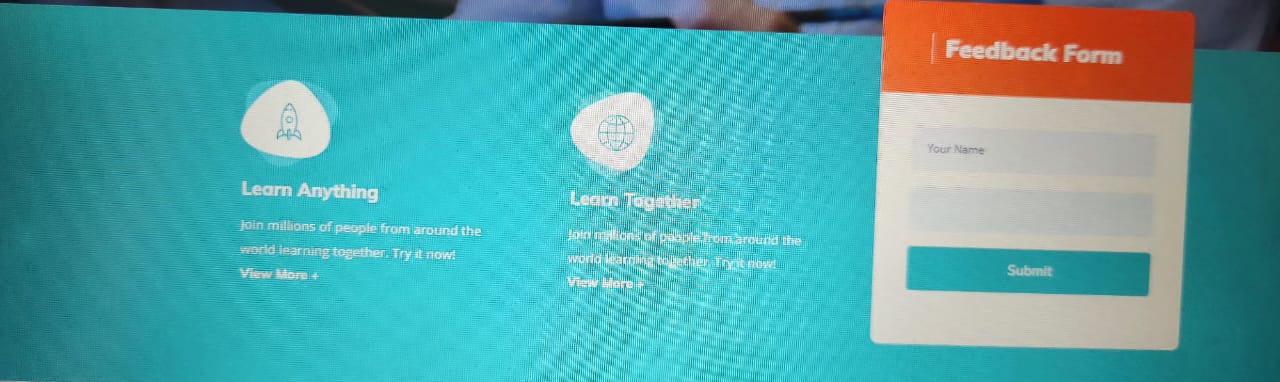 Learn Anything
Join millions of people from around the
world learning together. Try it now!
View More +
Learn Together
Join millions of people from around the
world learning together. Try it now!
View More +
Feedback Form
Your Name
Submit